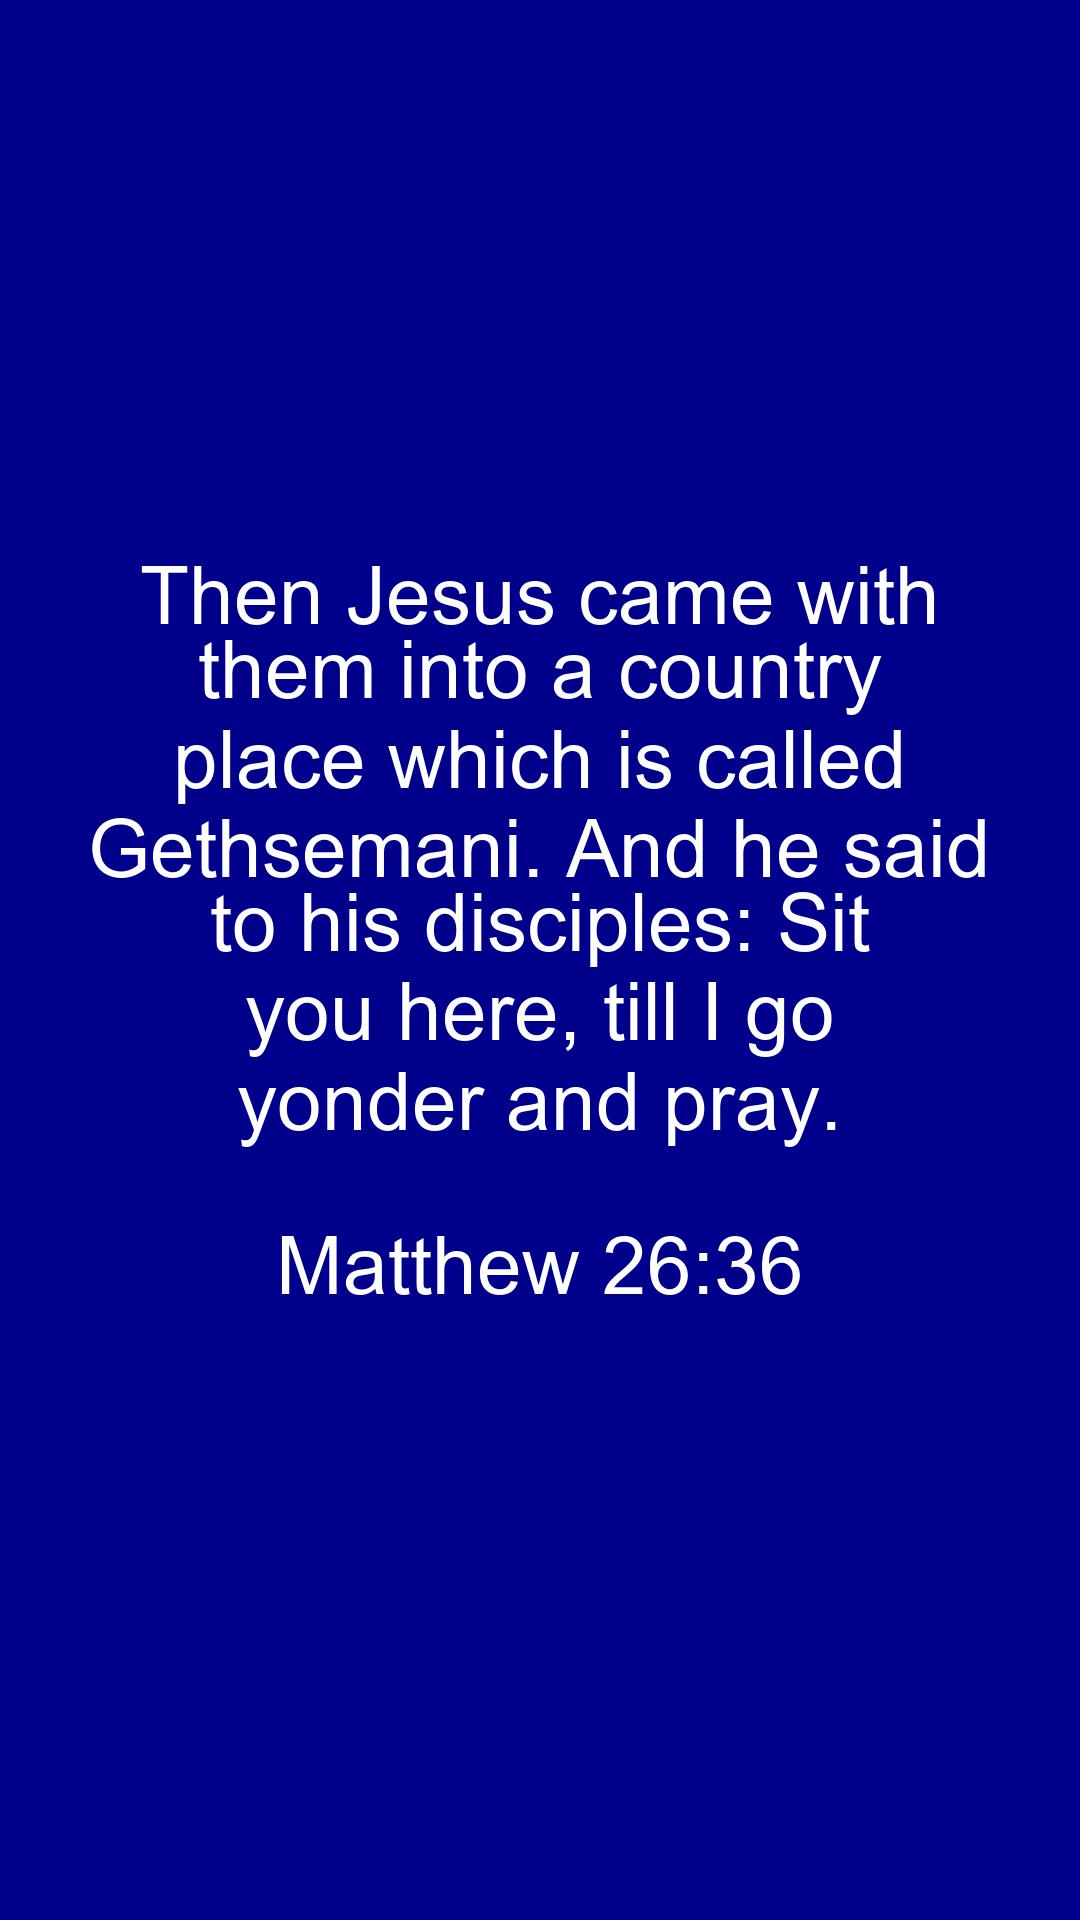 Then Jesus came with
them into a country
place which is called
Gethsemani. And he said
to his disciples: Sit
you here, till I go
yonder and pray.
Matthew 26:36